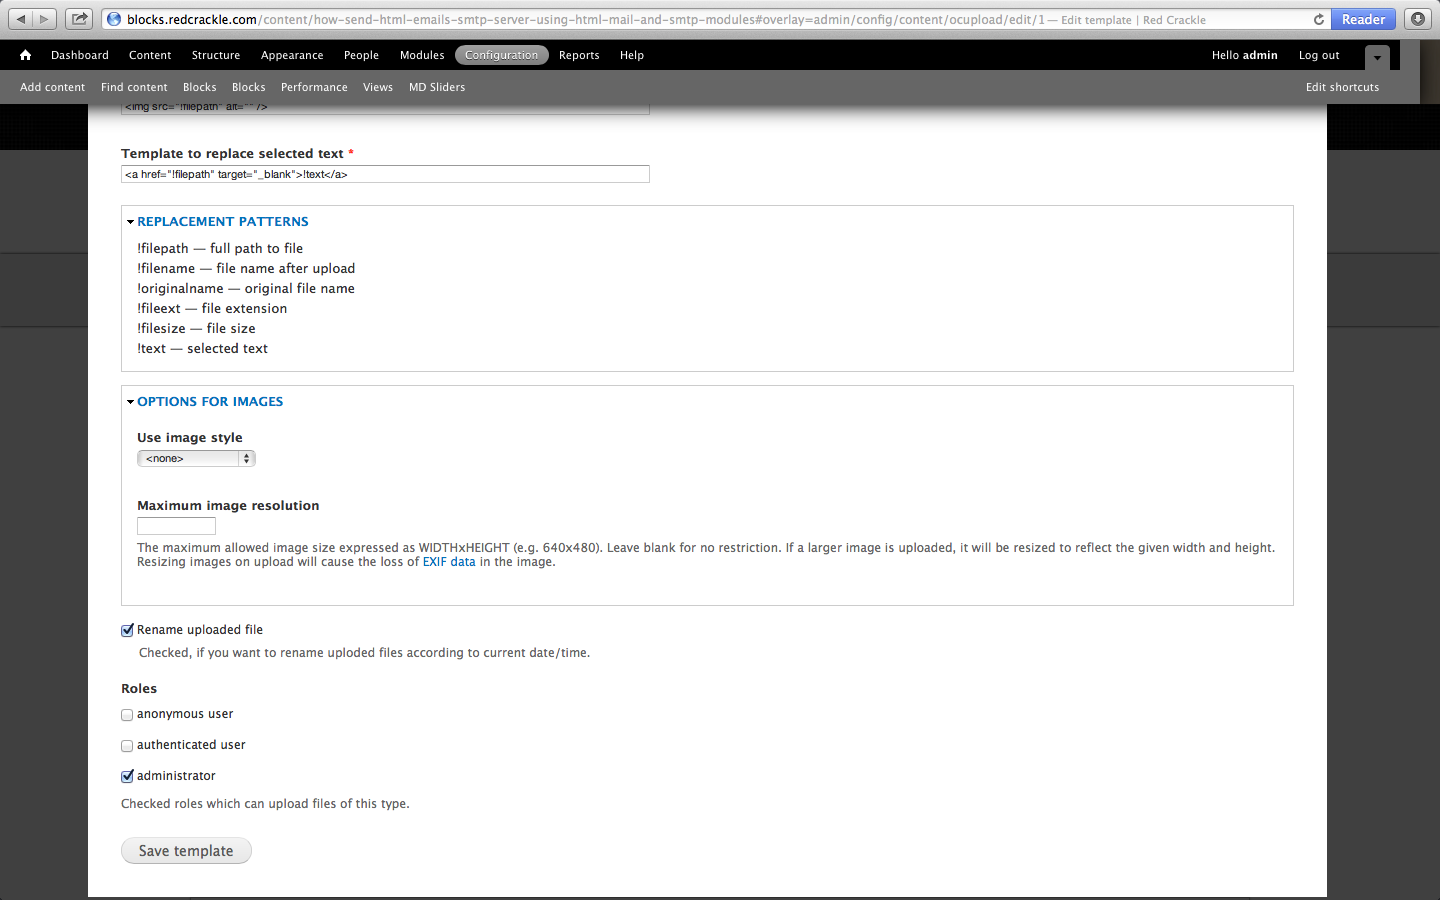 blocks.redcrackle.com/content/how-send-html-emails-smtp-server-using-html-mail-and-smtp-modules#overlay=admin/config/content/ocupload/edit/1 — Edit template | Red Crackle
Reader
Dashboard Content Structure Appearance People Modules Configuration Reports Help Hello admin Log out
Add content Find content Blocks Blocks Performance Views MD Sliders Edit shortcuts
<img src="!filepath" alt="" />
Template to replace selected text *
<a href="!filepath" target="_blank">!text</a>
REPLACEMENT PATTERNS
!filepath — full path to file
!filename — file name after upload
!originalname — original file name
!fileext — file extension
!filesize — file size
!text — selected text
OPTIONS FOR IMAGES
Use image style
<none>
Maximum image resolution
The maximum allowed image size expressed as WIDTHxHEIGHT (e.g. 640x480). Leave blank for no restriction. If a larger image is uploaded, it will be resized to reflect the given width and height.
Resizing images on upload will cause the loss of EXIF data in the image.
Rename uploaded file
Checked, if you want to rename uploded files according to current date/time.
Roles
anonymous user
authenticated user
administrator
Checked roles which can upload files of this type.
Save template